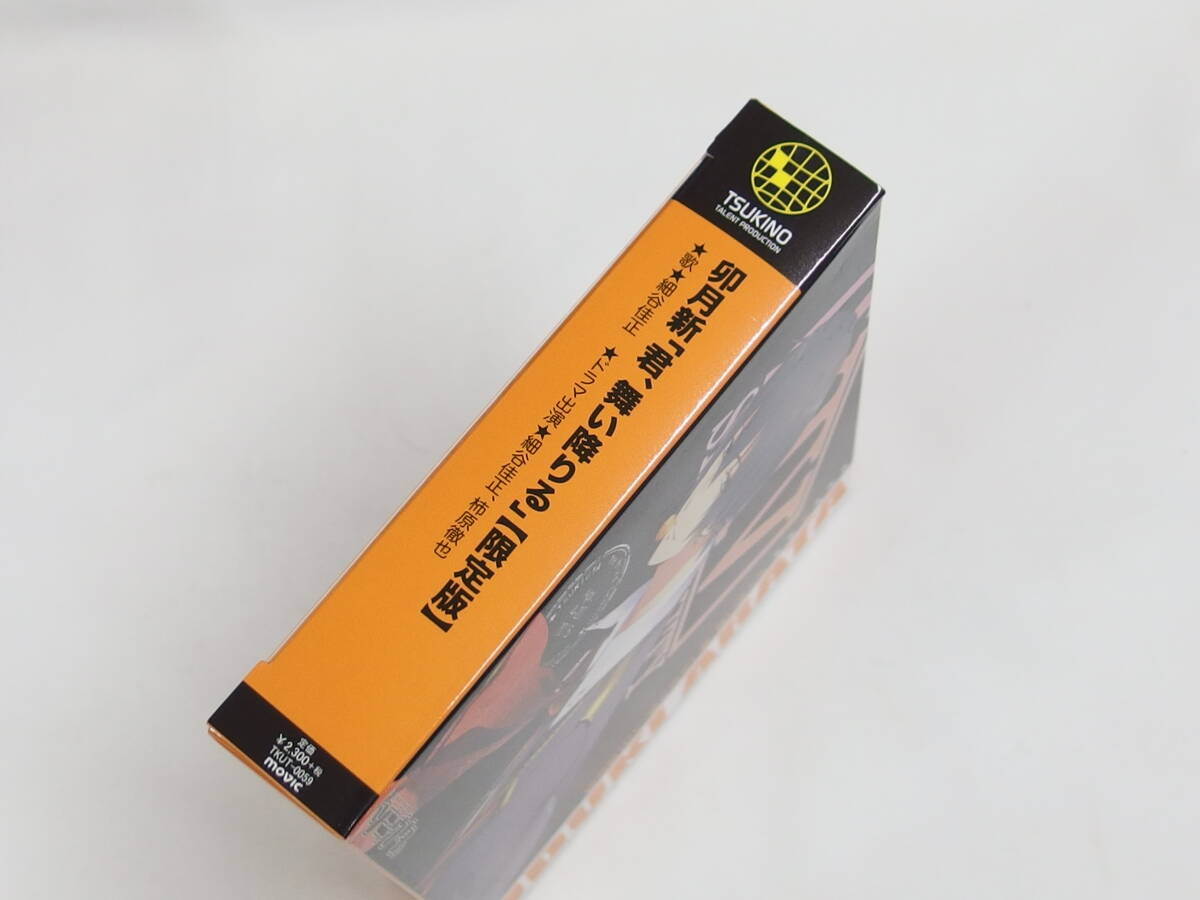 TSUKINO
TALENT PRODUCTION
卯月新「君、舞い降りる」【限定版】
★歌★細谷佳正 ★ドラマ出演★細谷佳正、柿原徹也
定価
¥2,300+税
TKUT-0059
movic